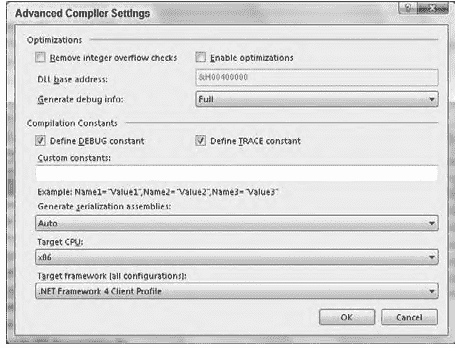 Advanced Compiler Settings
Optimizations
Remove integer overflow checks
Enable optimizations
DLL base address:
&H00400000
Generate debug info:
Full
Compilation Constants
Define DEBUG constant
Define TRACE constant
Custom constants:
Example: Name1="Value1",Name2="Value2",Name3="Value3"
Generate serialization assemblies:
Auto
Target CPU:
x86
Target framework (all configurations):
.NET Framework 4 Client Profile
OK
Cancel